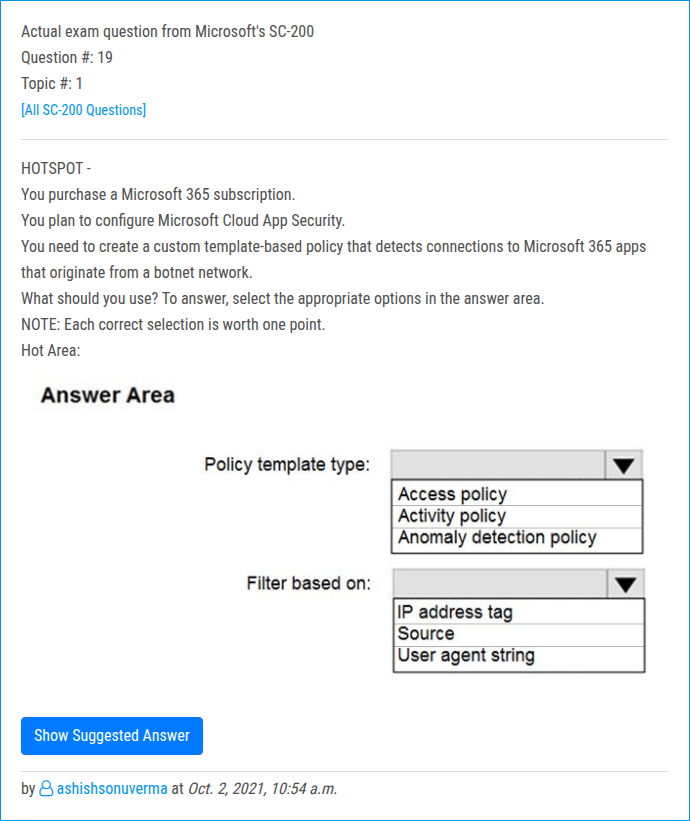 Actual exam question from Microsoft's SC-200
Question #: 19
Topic #: 1
[All SC-200 Questions]
HOTSPOT -
You purchase a Microsoft 365 subscription.
You plan to configure Microsoft Cloud App Security.
You need to create a custom template-based policy that detects connections to Microsoft 365 apps
that originate from a botnet network.
What should you use? To answer, select the appropriate options in the answer area.
NOTE: Each correct selection is worth one point.
Hot Area:
Answer Area
Policy template type:
Access policy
Activity policy
Anomaly detection policy
Filter based on:
IP address tag
Source
User agent string
Show Suggested Answer
by ashishsonuverma at Oct. 2, 2021, 10:54 a.m.